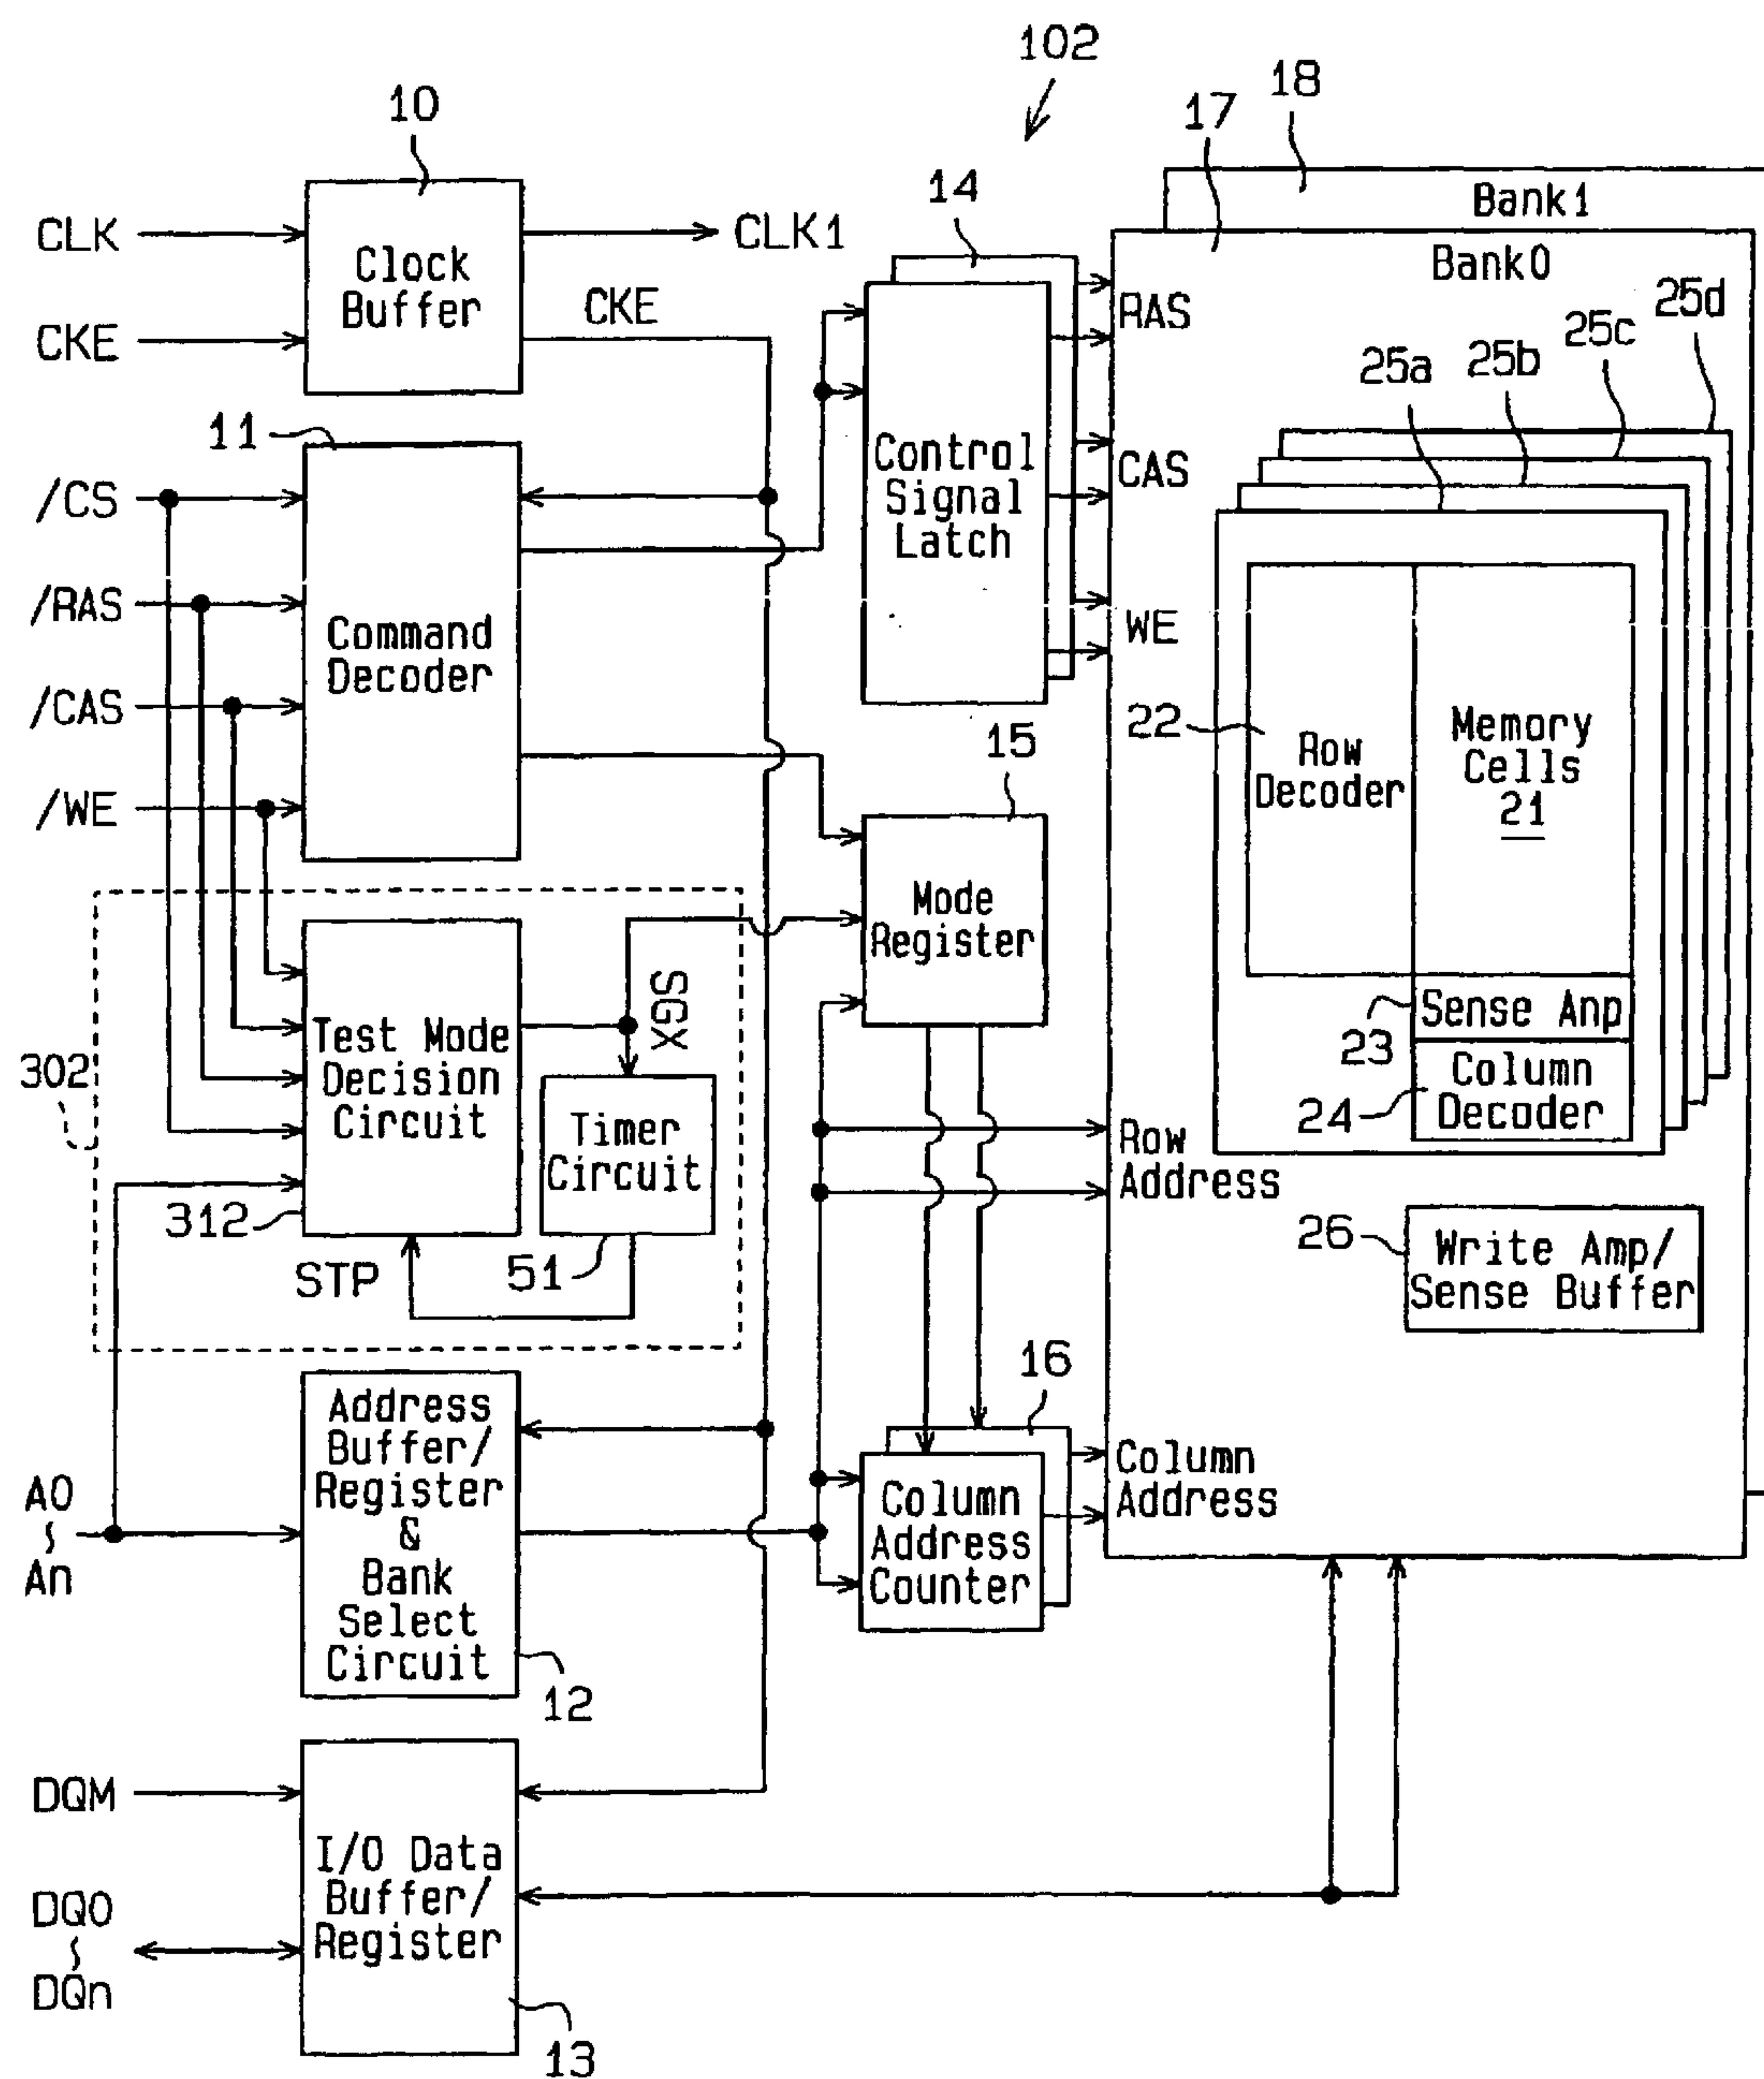 102
10
17
18
14
CLK
Clock
Buffer
CLK1
CKE
CKE
Bank1
Bank0
RAS
25a
25b
25c
25d
11
/CS
/RAS
/CAS
/WE
Command
Decoder
Control
Signal
Latch
CAS
WE
22
Row
Decoder
Memory
Cells
21
15
Mode
Register
23
Sense Anp
24
Column
Decoder
302
Test Mode
Decision
Circuit
SGX
Timer
Circuit
312
STP
51
Row
Address
26
Write Amp/
Sense Buffer
16
A0
~
An
Address
Buffer/
Register
&
Bank
Select
Circuit
12
Column
Address
Counter
Column
Address
DQM
DQ0
~
DQn
I/O Data
Buffer/
Register
13